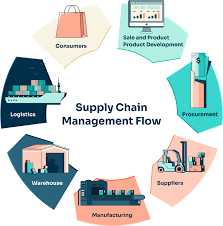 Consumers
Sale and Product
Product Development
Supply Chain
Management Flow
Logistics
Procurement
Warehouse
Suppliers
Manufacturing